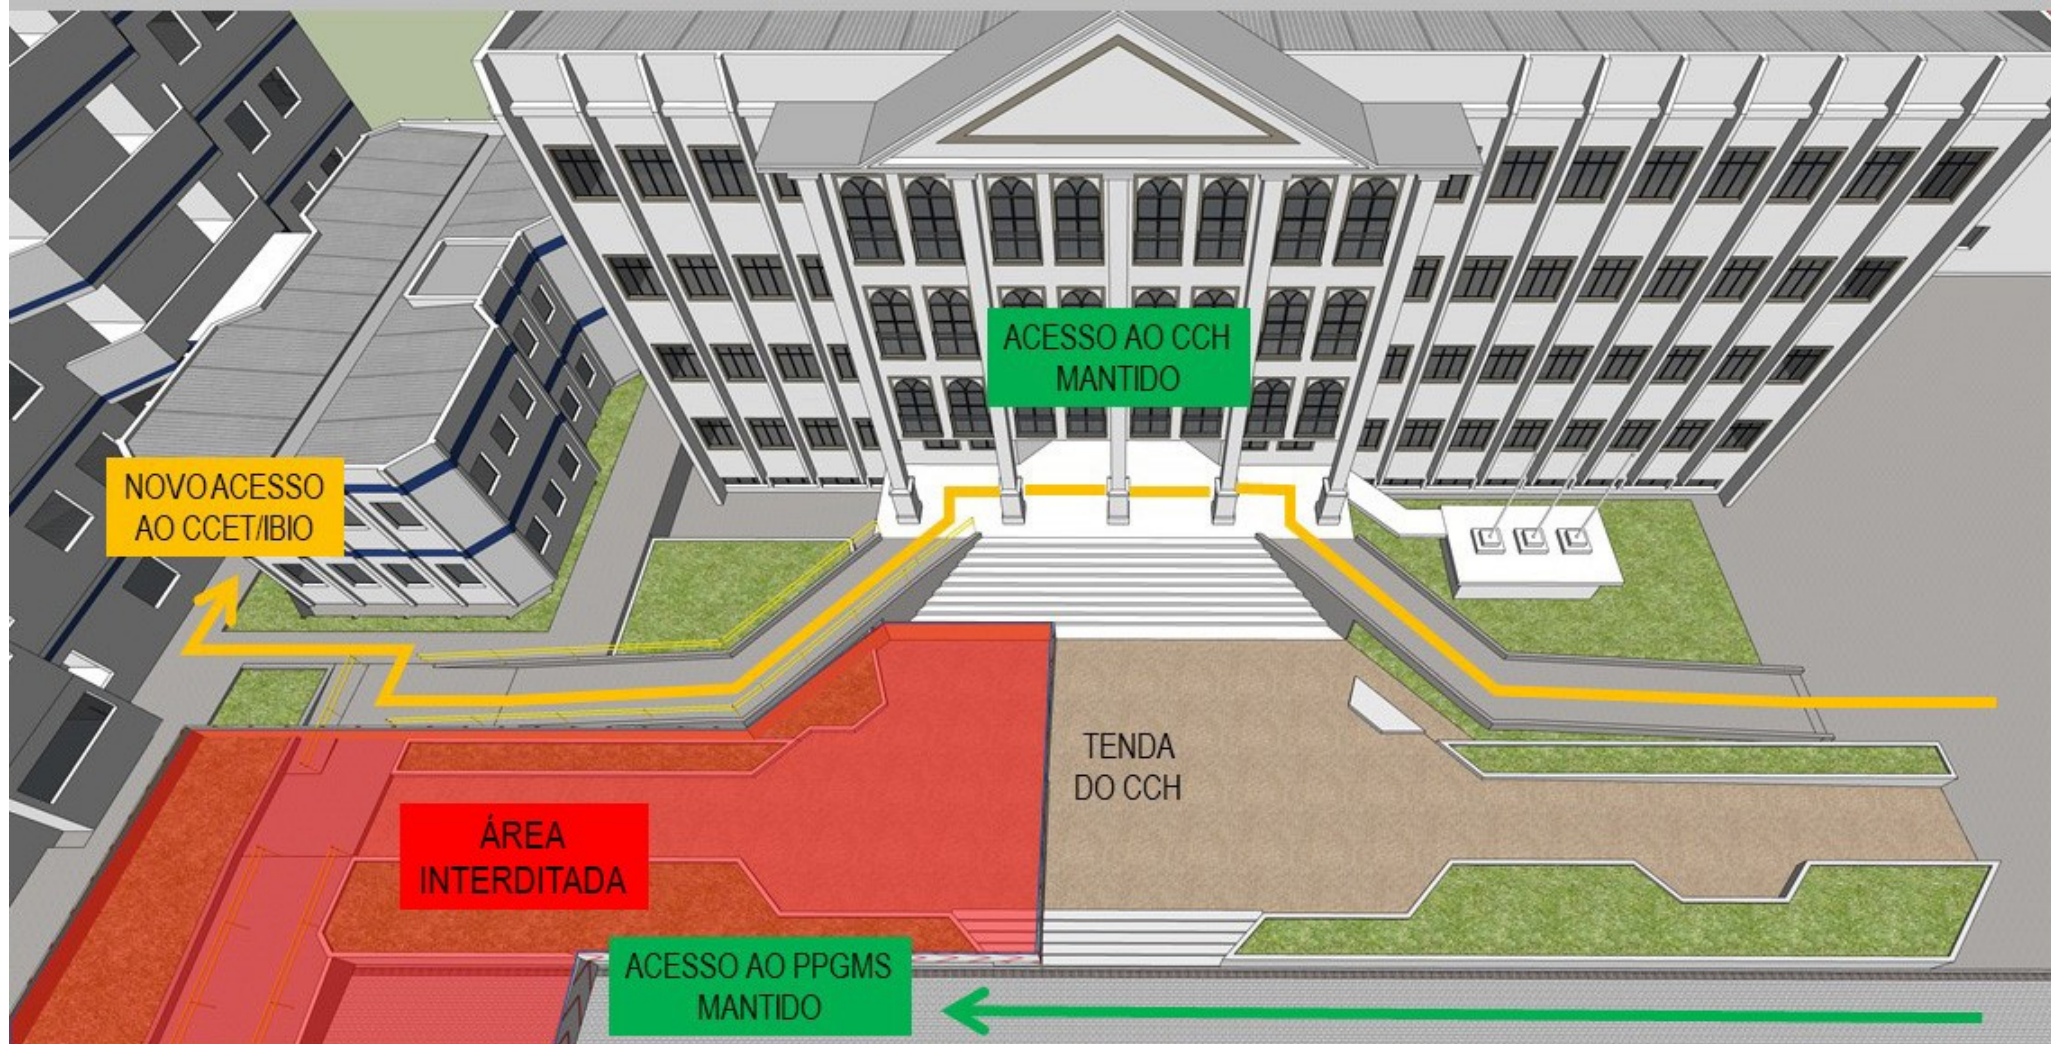 ACESSO AO CCH
MANTIDO
NOVO ACESSO
AO CCET/IBIO
TENDA
DO CCH
ÁREA
INTERDITADA
ACESSO AO PPGMS
MANTIDO